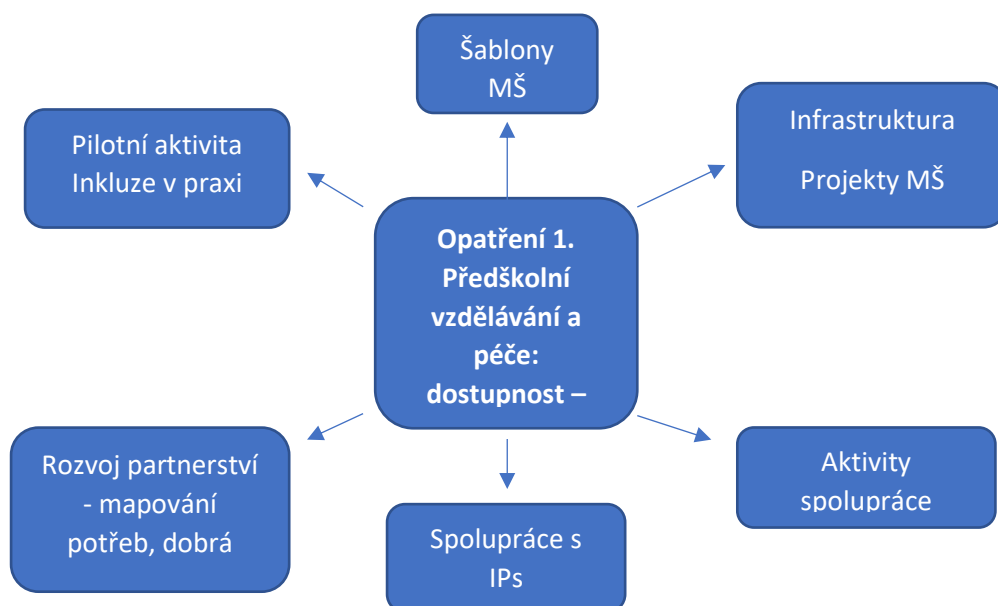 Šablony
MŠ
Pilotní aktivita
Inkluze v praxi
Infrastruktura
Projekty MŠ
Opatření 1.
Předškolní
vzdělávání a
péče:
dostupnost –
Rozvoj partnerství
- mapování
potřeb, dobrá
Spolupráce s
IPs
Aktivity
spolupráce